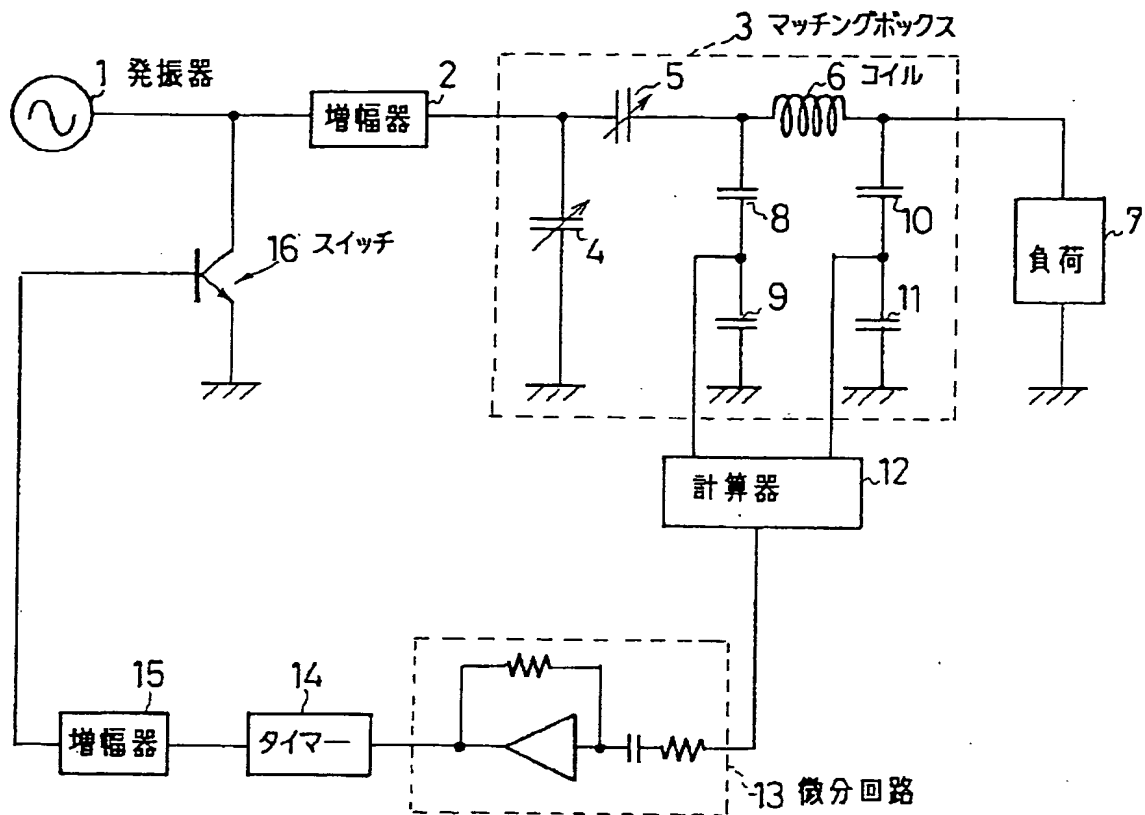 3 マッチングボックス
1 発振器
2
増幅器
5
6 コイル
4
8
10
7
負荷
16 スイッチ
9
11
計算器
12
15
増幅器
14
タイマー
13 微分回路